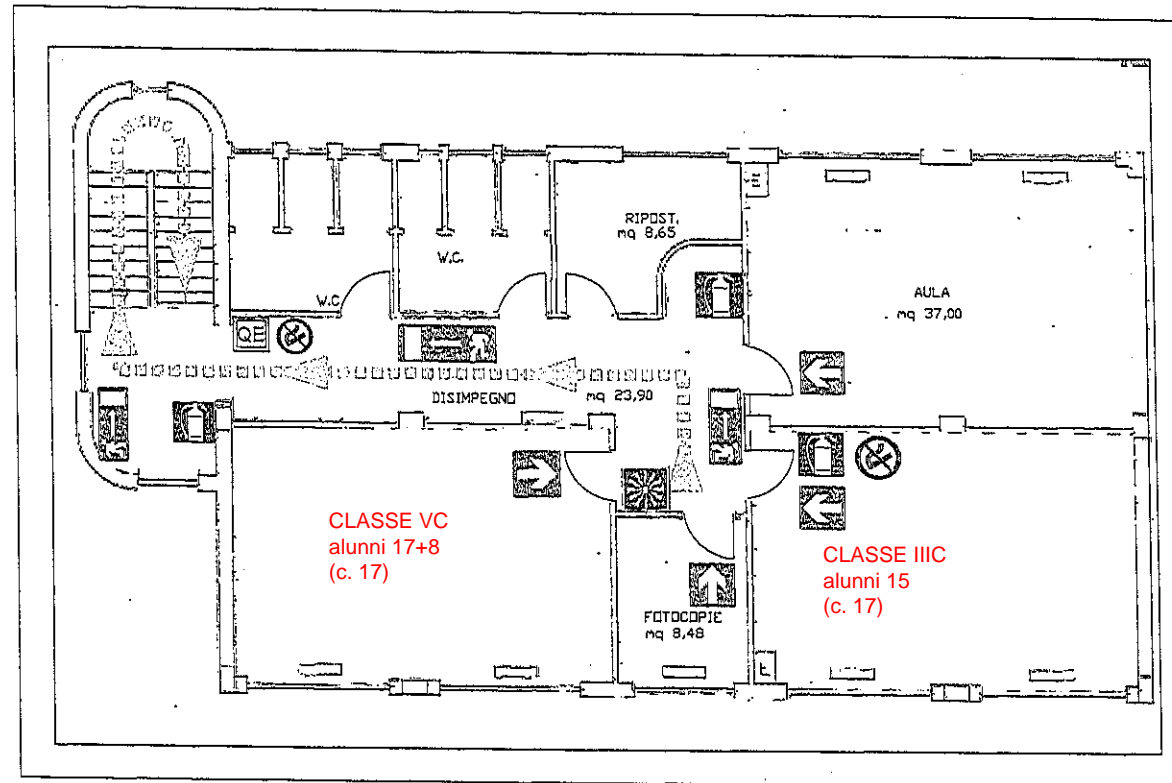 RIPOST.
mq 8,65
W.C.
W.C
AULA
mq 37,00
QE
DISIMPEGNO
mq 23,90
CLASSE VC
alunni 17+8
(c. 17)
CLASSE IIIC
alunni 15
(c. 17)
FOTOCOPIE
mq 8,48